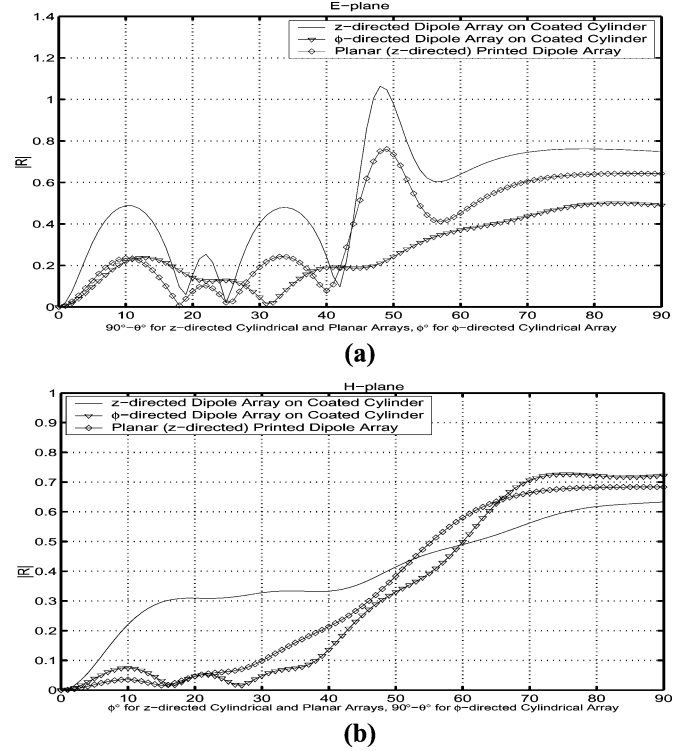 E-plane
1.4
1.2
1
0.8
0.6
0.4
0.2
0
|R|
z-directed Dipole Array on Coated Cylinder
ϕ-directed Dipole Array on Coated Cylinder
Planar (z-directed) Printed Dipole Array
0 10 20 30 40 50 60 70 80 90
90°-θ° for z-directed Cylindrical and Planar Arrays, ϕ° for ϕ-directed Cylindrical Array
(a)
H-plane
1
0.9
0.8
0.7
0.6
0.5
0.4
0.3
0.2
0.1
0
|R|
z-directed Dipole Array on Coated Cylinder
ϕ-directed Dipole Array on Coated Cylinder
Planar (z-directed) Printed Dipole Array
0 10 20 30 40 50 60 70 80 90
ϕ° for z-directed Cylindrical and Planar Arrays, 90°-θ° for ϕ-directed Cylindrical Array
(b)